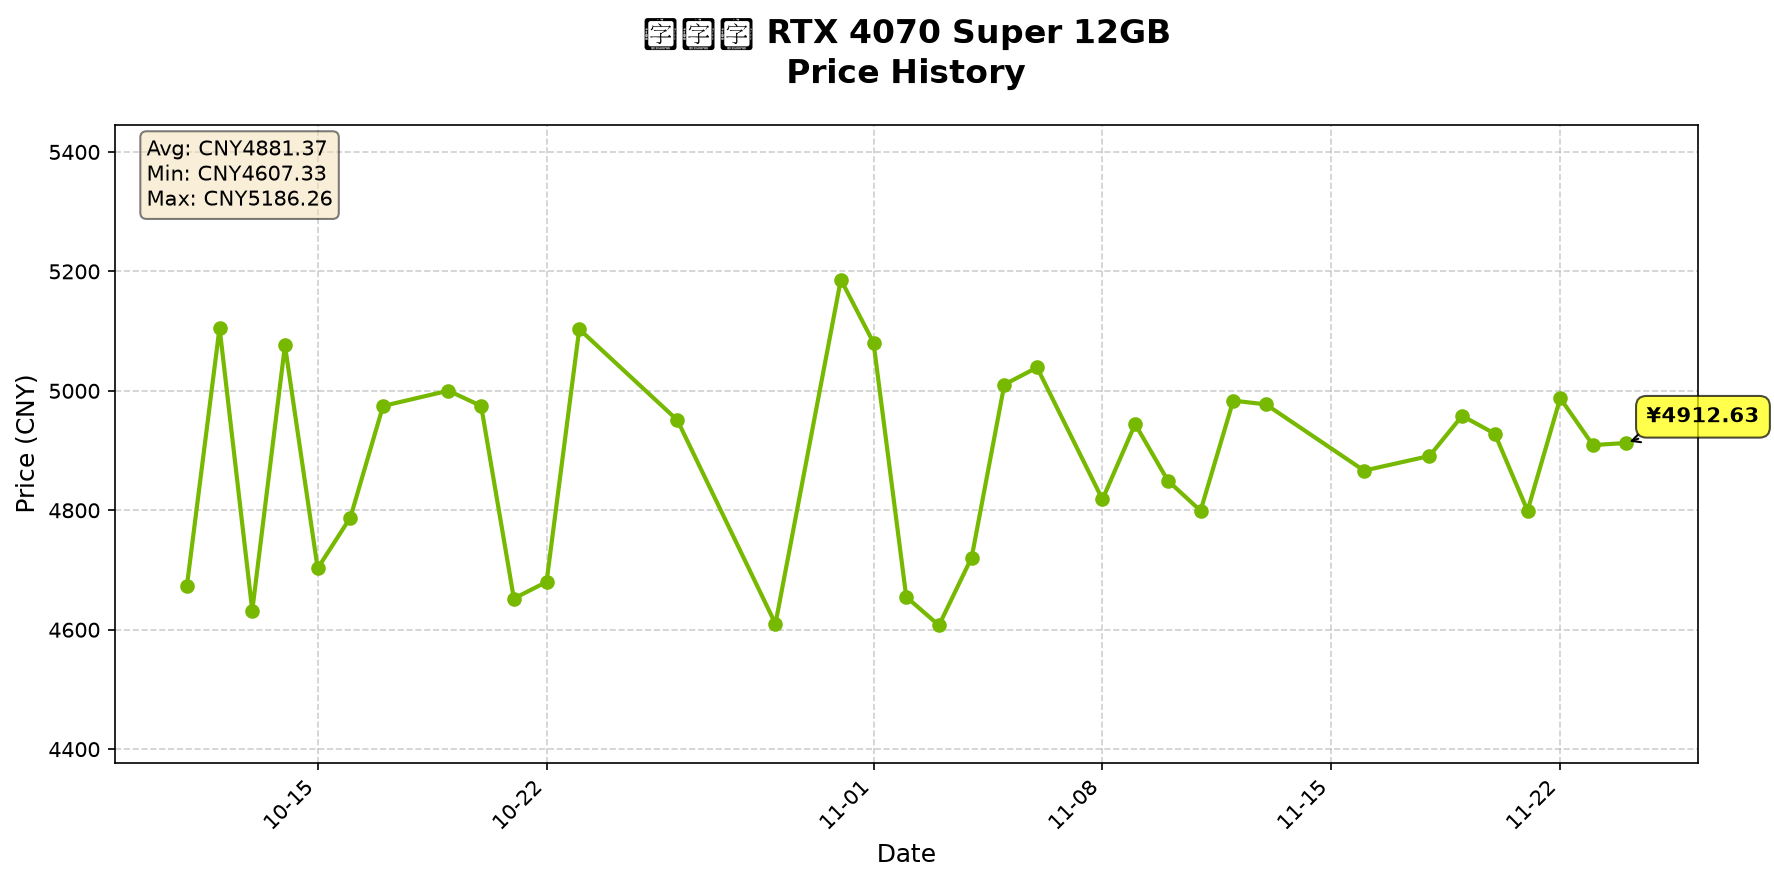 RTX 4070 Super 12GB
Price History
Avg: CNY4881.37
Min: CNY4607.33
Max: CNY5186.26
5400
5200
5000
4800
4600
4400
Price (CNY)
¥4912.63
10-15
10-22
11-01
11-08
11-15
11-22
Date